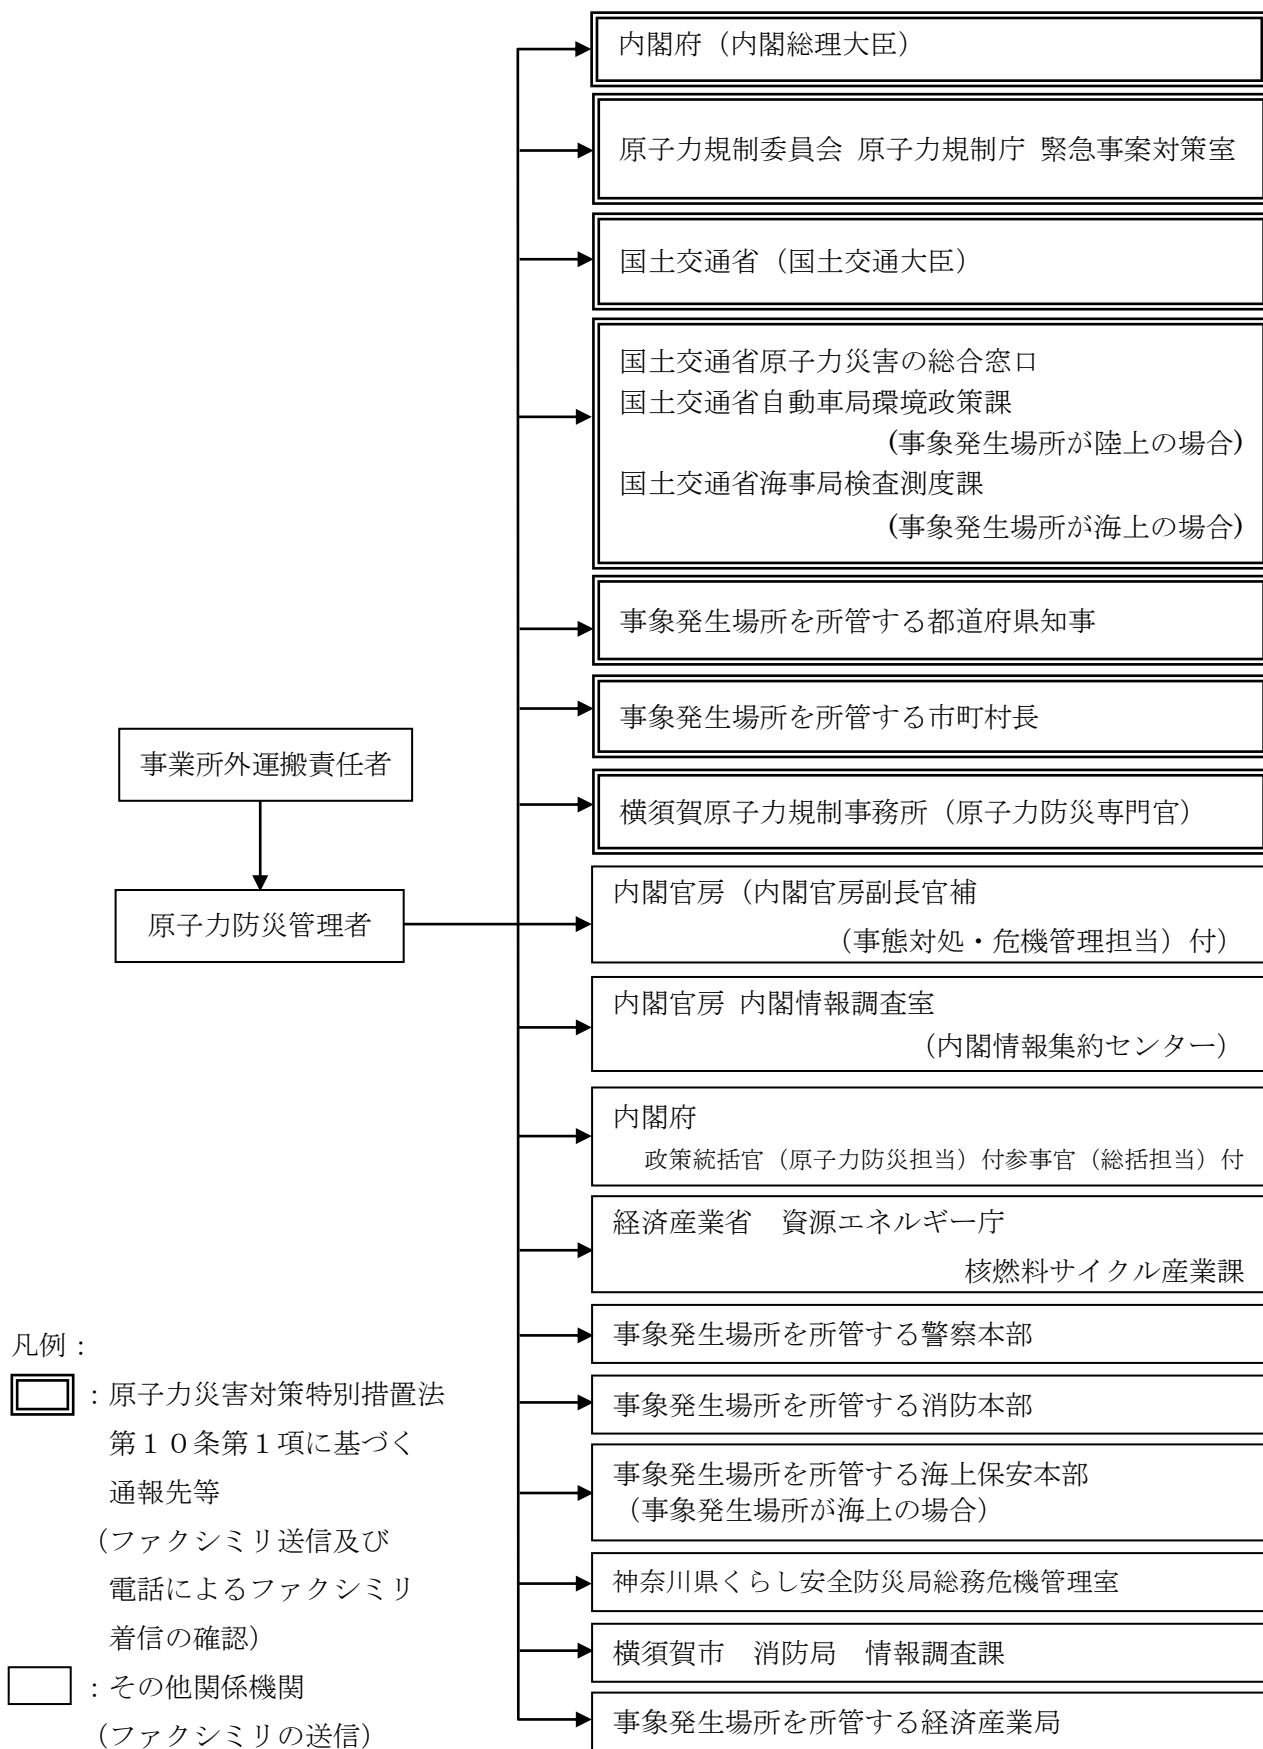 内閣府（内閣総理大臣）
原子力規制委員会 原子力規制庁 緊急事案対策室
国土交通省（国土交通大臣）
国土交通省原子力災害の総合窓口
国土交通省自動車局環境政策課
(事象発生場所が陸上の場合)
国土交通省海事局検査測度課
(事象発生場所が海上の場合)
事象発生場所を所管する都道府県知事
事象発生場所を所管する市町村長
横須賀原子力規制事務所（原子力防災専門官）
事業所外運搬責任者
原子力防災管理者
内閣官房（内閣官房副長官補
（事態対処・危機管理担当）付）
内閣官房 内閣情報調査室
（内閣情報集約センター）
内閣府
政策統括官（原子力防災担当）付参事官（総括担当）付
経済産業省　資源エネルギー庁
核燃料サイクル産業課
事象発生場所を所管する警察本部
事象発生場所を所管する消防本部
事象発生場所を所管する海上保安本部
（事象発生場所が海上の場合）
神奈川県くらし安全防災局総務危機管理室
横須賀市　消防局　情報調査課
事象発生場所を所管する経済産業局
凡例：
：原子力災害対策特別措置法
第１０条第１項に基づく
通報先等
（ファクシミリ送信及び
電話によるファクシミリ
着信の確認）
：その他関係機関
（ファクシミリの送信）